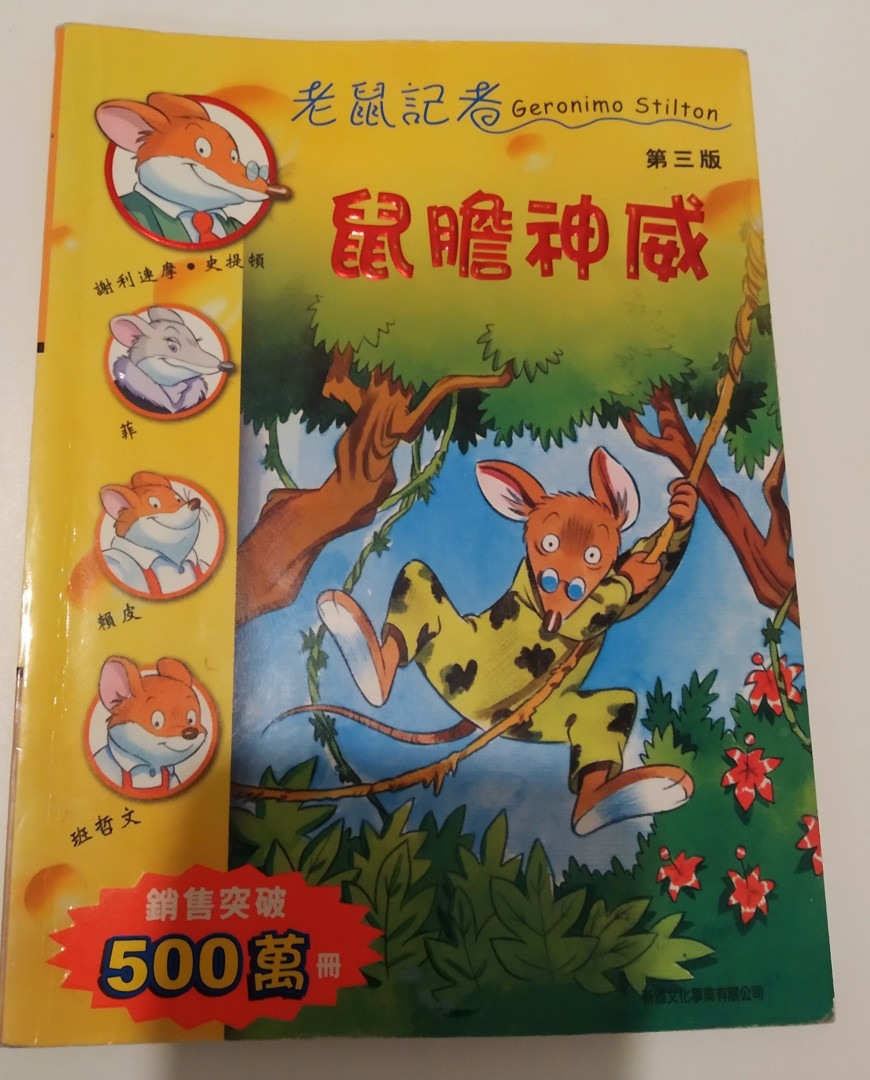 老鼠記者 Geronimo Stilton
第三版
鼠膽神威
謝利連摩•史提頓
菲
賴皮
班哲文
銷售突破
500萬冊
新雅文化事業有限公司